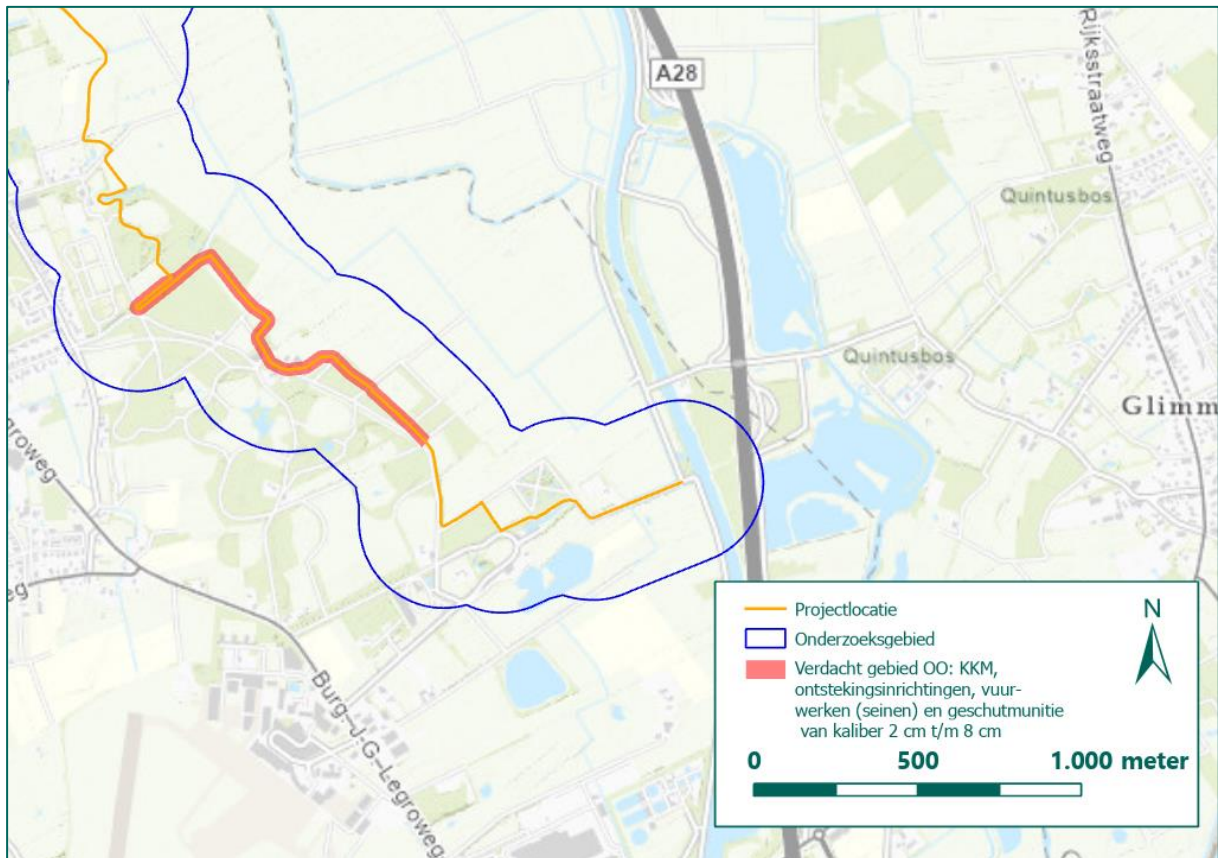 A28
Rijksstraatweg
Quintusbos
Quintusbos
Glimm
egroweg
eg
Burg. J.G. Legroweg
Projectlocatie
Onderzoeksgebied
Verdacht gebied OO: KKM,
ontstekingsinrichtingen, vuur-
werken (seinen) en geschutmunitie
van kaliber 2 cm t/m 8 cm
N
0 500 1.000 meter